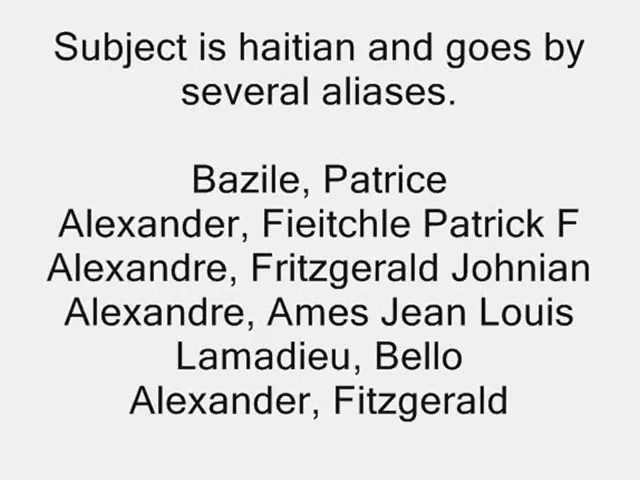 Subject is haitian and goes by
several aliases.
Bazile, Patrice
Alexander, Fieitchle Patrick F
Alexandre, Fritzgerald Johnian
Alexandre, Ames Jean Louis
Lamadieu, Bello
Alexander, Fitzgerald